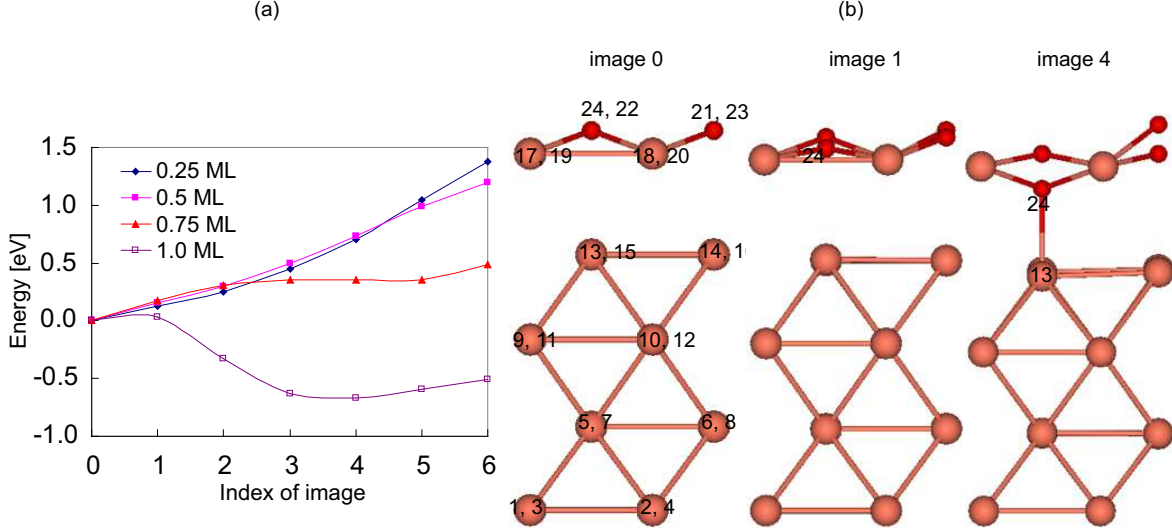 (a)
(b)
1.5
1.0
0.5
0.0
-0.5
-1.0
Energy [eV]
0.25 ML
0.5 ML
0.75 ML
1.0 ML
0 1 2 3 4 5 6
Index of image
image 0
image 1
image 4
24, 22
21, 23
17, 19
18, 20
13, 15
14, 1
9, 11
10, 12
5, 7
6, 8
1, 3
2, 4
24
24
13